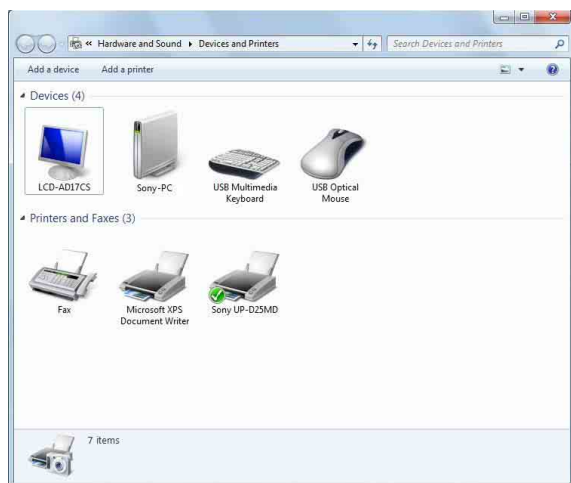 « Hardware and Sound ▸ Devices and Printers
Search Devices and Printers
Add a device Add a printer
Devices (4)
LCD-AD17CS
Sony-PC
USB Multimedia
Keyboard
USB Optical
Mouse
Printers and Faxes (3)
Fax
Microsoft XPS
Document Writer
Sony UP-D25MD
7 items